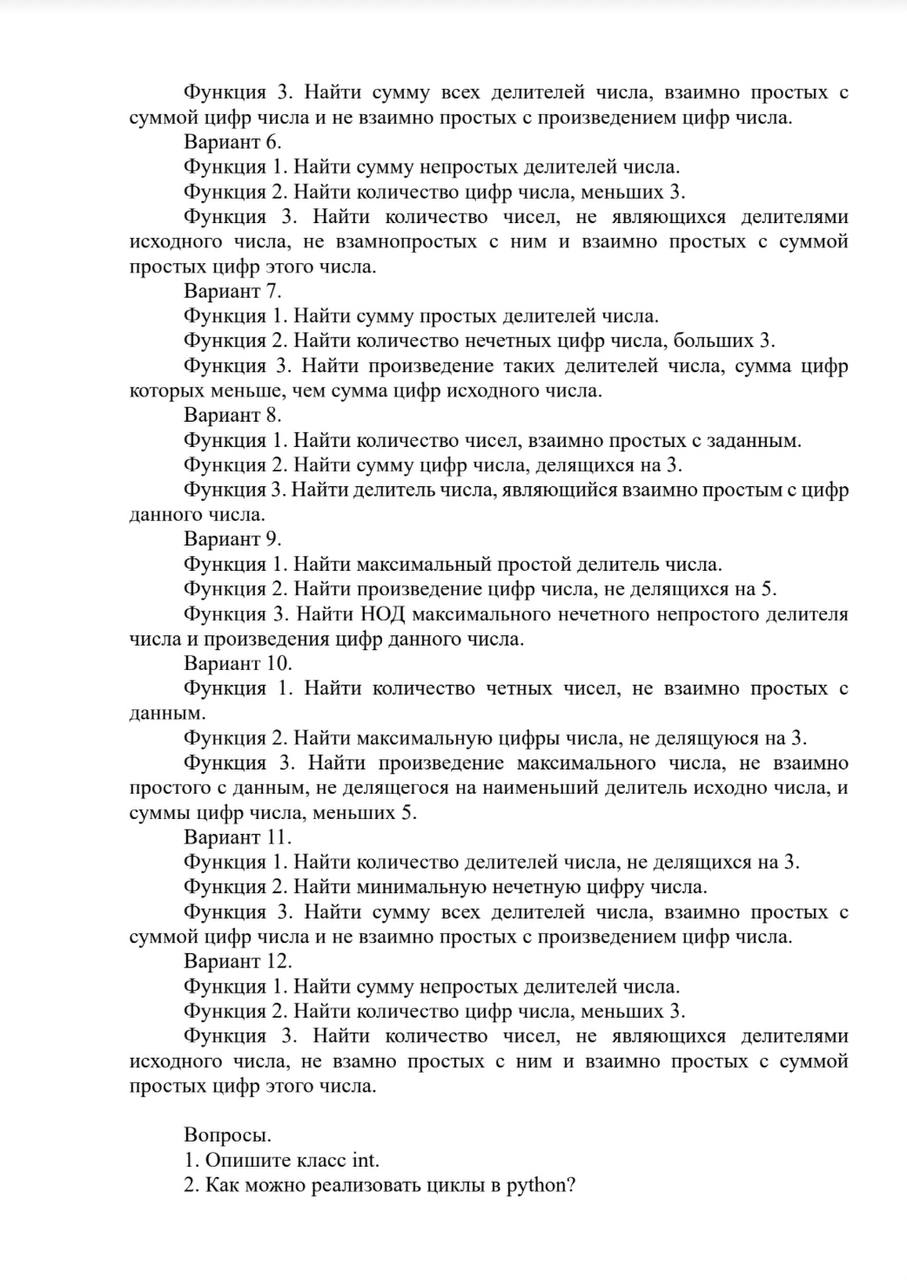 Функция 3. Найти сумму всех делителей числа, взаимно простых с
суммой цифр числа и не взаимно простых с произведением цифр числа.
Вариант 6.
Функция 1. Найти сумму непростых делителей числа.
Функция 2. Найти количество цифр числа, меньших 3.
Функция 3. Найти количество чисел, не являющихся делителями
исходного числа, не взамнопростых с ним и взаимно простых с суммой
простых цифр этого числа.
Вариант 7.
Функция 1. Найти сумму простых делителей числа.
Функция 2. Найти количество нечетных цифр числа, больших 3.
Функция 3. Найти произведение таких делителей числа, сумма цифр
которых меньше, чем сумма цифр исходного числа.
Вариант 8.
Функция 1. Найти количество чисел, взаимно простых с заданным.
Функция 2. Найти сумму цифр числа, делящихся на 3.
Функция 3. Найти делитель числа, являющийся взаимно простым с цифр
данного числа.
Вариант 9.
Функция 1. Найти максимальный простой делитель числа.
Функция 2. Найти произведение цифр числа, не делящихся на 5.
Функция 3. Найти НОД максимального нечетного непростого делителя
числа и произведения цифр данного числа.
Вариант 10.
Функция 1. Найти количество четных чисел, не взаимно простых с
данным.
Функция 2. Найти максимальную цифры числа, не делящуюся на 3.
Функция 3. Найти произведение максимального числа, не взаимно
простого с данным, не делящегося на наименьший делитель исходно числа, и
суммы цифр числа, меньших 5.
Вариант 11.
Функция 1. Найти количество делителей числа, не делящихся на 3.
Функция 2. Найти минимальную нечетную цифру числа.
Функция 3. Найти сумму всех делителей числа, взаимно простых с
суммой цифр числа и не взаимно простых с произведением цифр числа.
Вариант 12.
Функция 1. Найти сумму непростых делителей числа.
Функция 2. Найти количество цифр числа, меньших 3.
Функция 3. Найти количество чисел, не являющихся делителями
исходного числа, не взамно простых с ним и взаимно простых с суммой
простых цифр этого числа.
Вопросы.
1. Опишите класс int.
2. Как можно реализовать циклы в python?